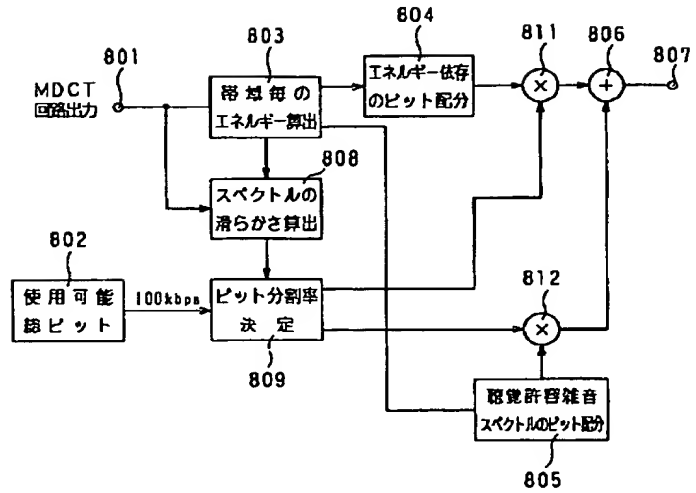 801
MDCT
回路出力
803
帯域毎の
エネルギー算出
804
エネルギー依存
のビット配分
811
×
806
+
807
808
スペクトルの
滑らかさ算出
802
使用可能
総ビット
100kbps
ビット分割率
決定
809
812
×
聴覚許容雑音
スペクトルのビット配分
805